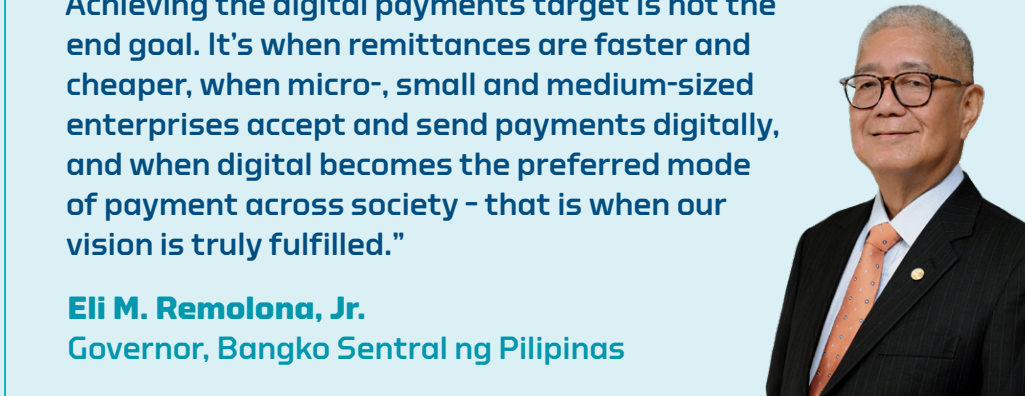 Achieving the digital payments target is not the
end goal. It’s when remittances are faster and
cheaper, when micro-, small and medium-sized
enterprises accept and send payments digitally,
and when digital becomes the preferred mode
of payment across society – that is when our
vision is truly fulfilled.”
Eli M. Remolona, Jr.
Governor, Bangko Sentral ng Pilipinas